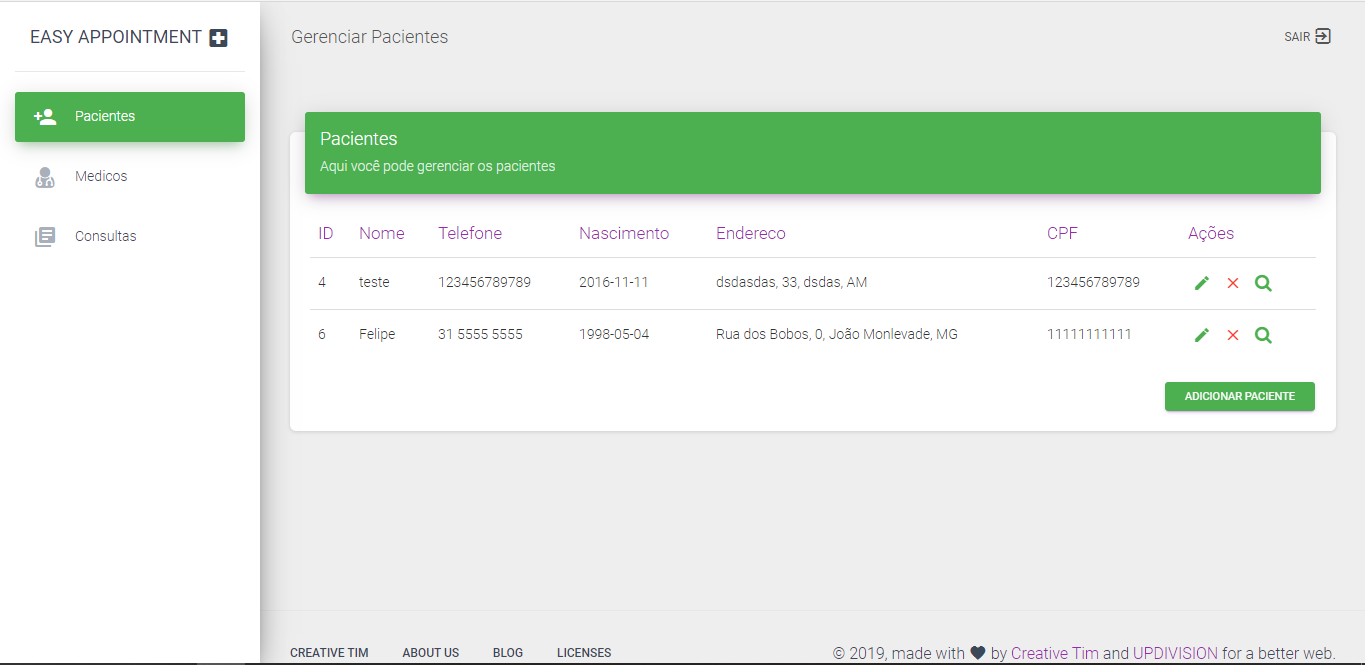 EASY APPOINTMENT
Gerenciar Pacientes
SAIR
Pacientes
Medicos
Consultas
Pacientes
Aqui você pode gerenciar os pacientes
ID Nome Telefone Nascimento Endereco CPF Ações
4 teste 123456789789 2016-11-11 dsdasdas, 33, dsdas, AM 123456789789
6 Felipe 31 5555 5555 1998-05-04 Rua dos Bobos, 0, João Monlevade, MG 11111111111
ADICIONAR PACIENTE
CREATIVE TIM ABOUT US BLOG LICENSES
© 2019, made with ♥ by Creative Tim and UPDIVISION for a better web.